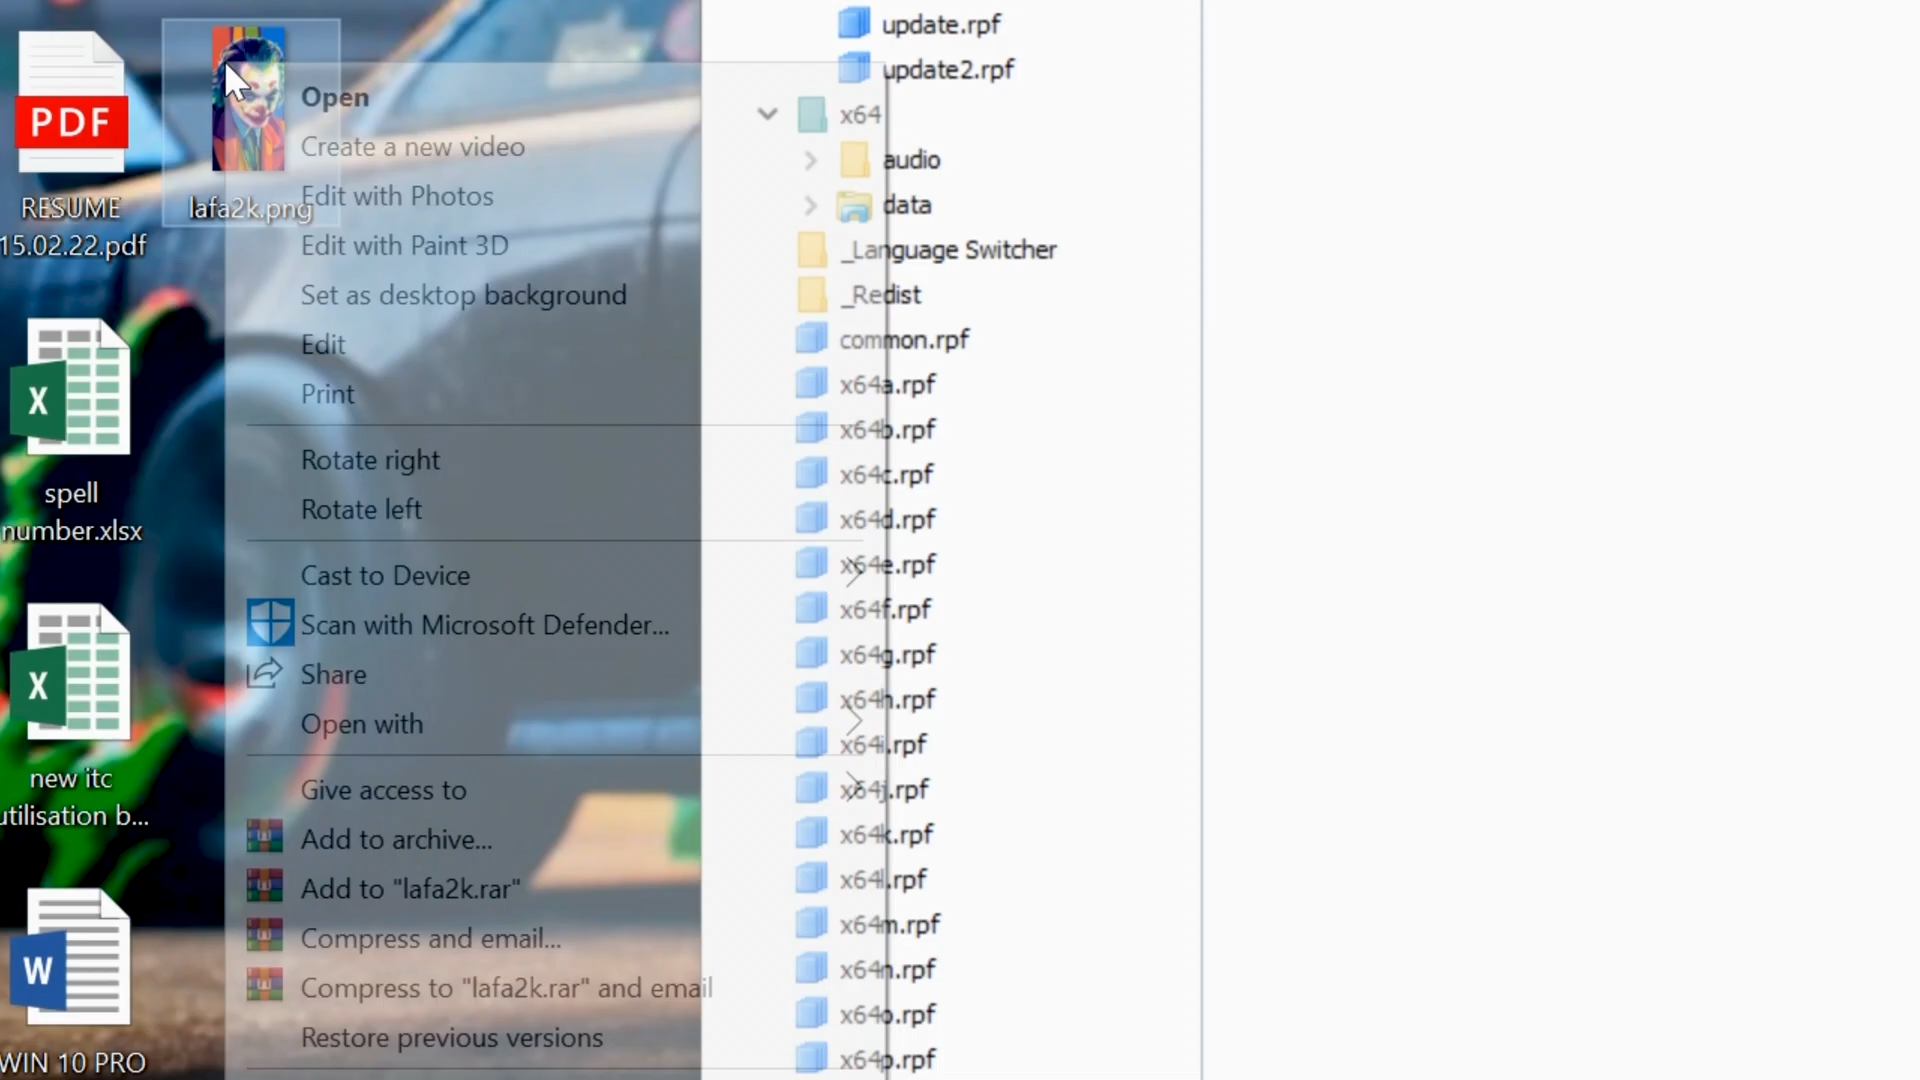 PDF
RESUME
15.02.22.pdf
lafa2k.png
X
spell
number.xlsx
X
new itc
utilisation b...
W
WIN 10 PRO
Open
Create a new video
Edit with Photos
Edit with Paint 3D
Set as desktop background
Edit
Print
Rotate right
Rotate left
Cast to Device
Scan with Microsoft Defender...
Share
Open with
Give access to
Add to archive...
Add to "lafa2k.rar"
Compress and email...
Compress to "lafa2k.rar" and email
Restore previous versions
update.rpf
update2.rpf
x64
audio
data
_Language Switcher
_Redist
common.rpf
x64a.rpf
x64b.rpf
x64c.rpf
x64d.rpf
x64e.rpf
x64f.rpf
x64g.rpf
x64h.rpf
x64i.rpf
x64j.rpf
x64k.rpf
x64l.rpf
x64m.rpf
x64n.rpf
x64o.rpf
x64p.rpf